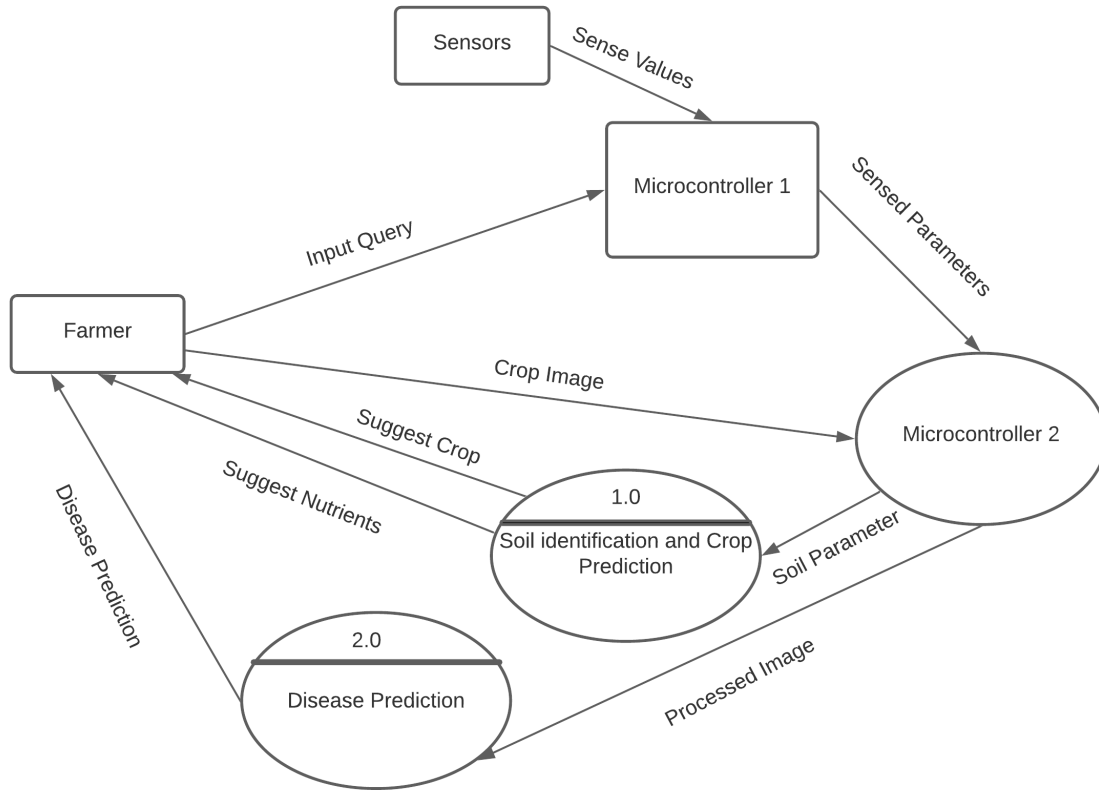 Sensors
Sense Values
Microcontroller 1
Sensed Parameters
Input Query
Farmer
Crop Image
Microcontroller 2
Suggest Crop
Suggest Nutrients
1.0
Soil identification and Crop
Prediction
Soil Parameter
Disease Prediction
2.0
Disease Prediction
Processed Image